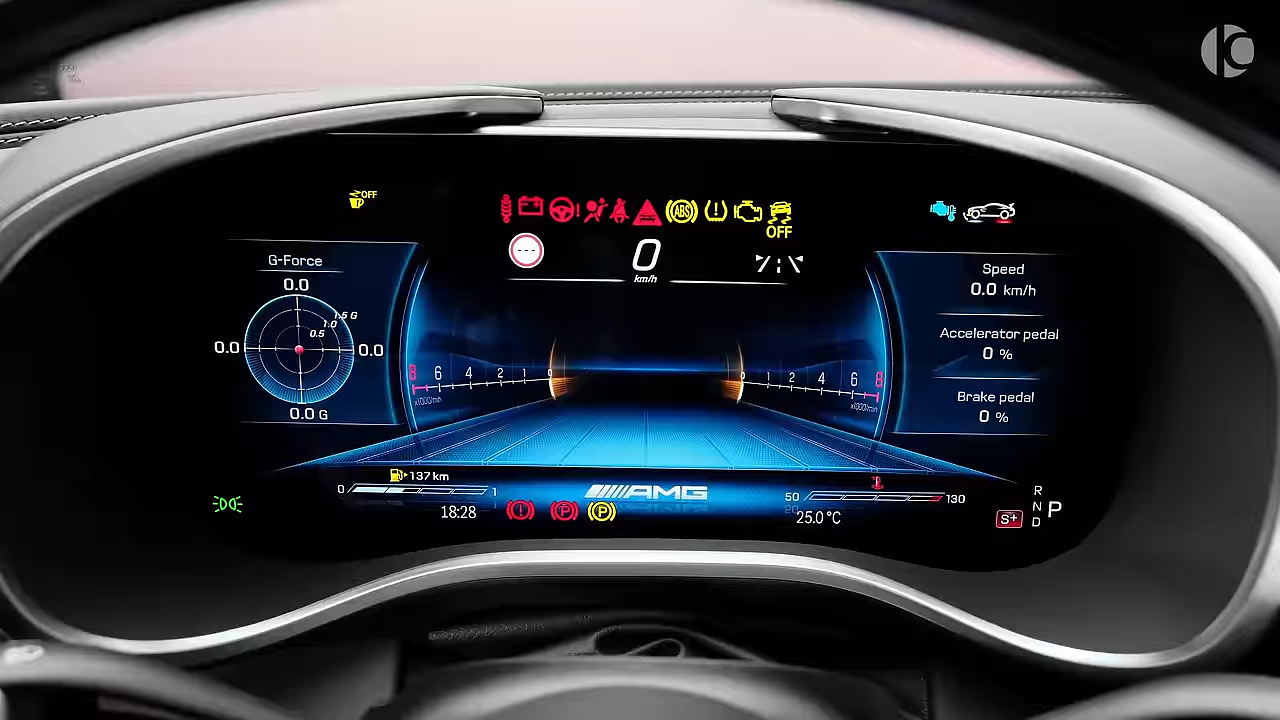 OFF
ABS
OFF
0
km/h
G-Force
0.0
1.5 G
1.0
0.5
0.0
0.0
0.0 G
Speed
0.0 km/h
Accelerator pedal
0 %
Brake pedal
0 %
8 6 4 2 1 0
x1000/min
0 1 2 4 6 8
x1000/min
137 km
0 1
AMG
50 130
18:28
P
P
25.0 °C
S+
R
N
D
P